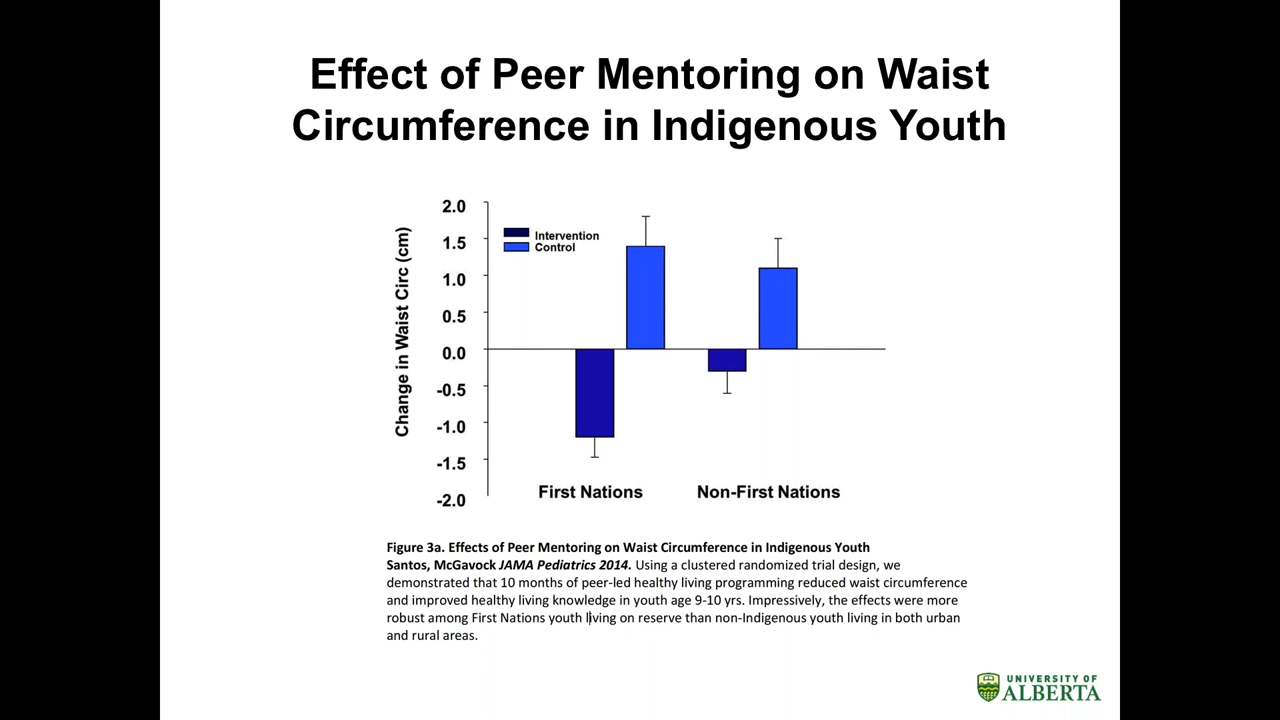 Effect of Peer Mentoring on Waist
Circumference in Indigenous Youth
2.0
1.5
1.0
0.5
0.0
-0.5
-1.0
-1.5
-2.0
Change in Waist Circ (cm)
Intervention
Control
First Nations
Non-First Nations
Figure 3a. Effects of Peer Mentoring on Waist Circumference in Indigenous Youth
Santos, McGavock JAMA Pediatrics 2014. Using a clustered randomized trial design, we
demonstrated that 10 months of peer-led healthy living programming reduced waist circumference
and improved healthy living knowledge in youth age 9-10 yrs. Impressively, the effects were more
robust among First Nations youth living on reserve than non-Indigenous youth living in both urban
and rural areas.
UNIVERSITY OF
ALBERTA